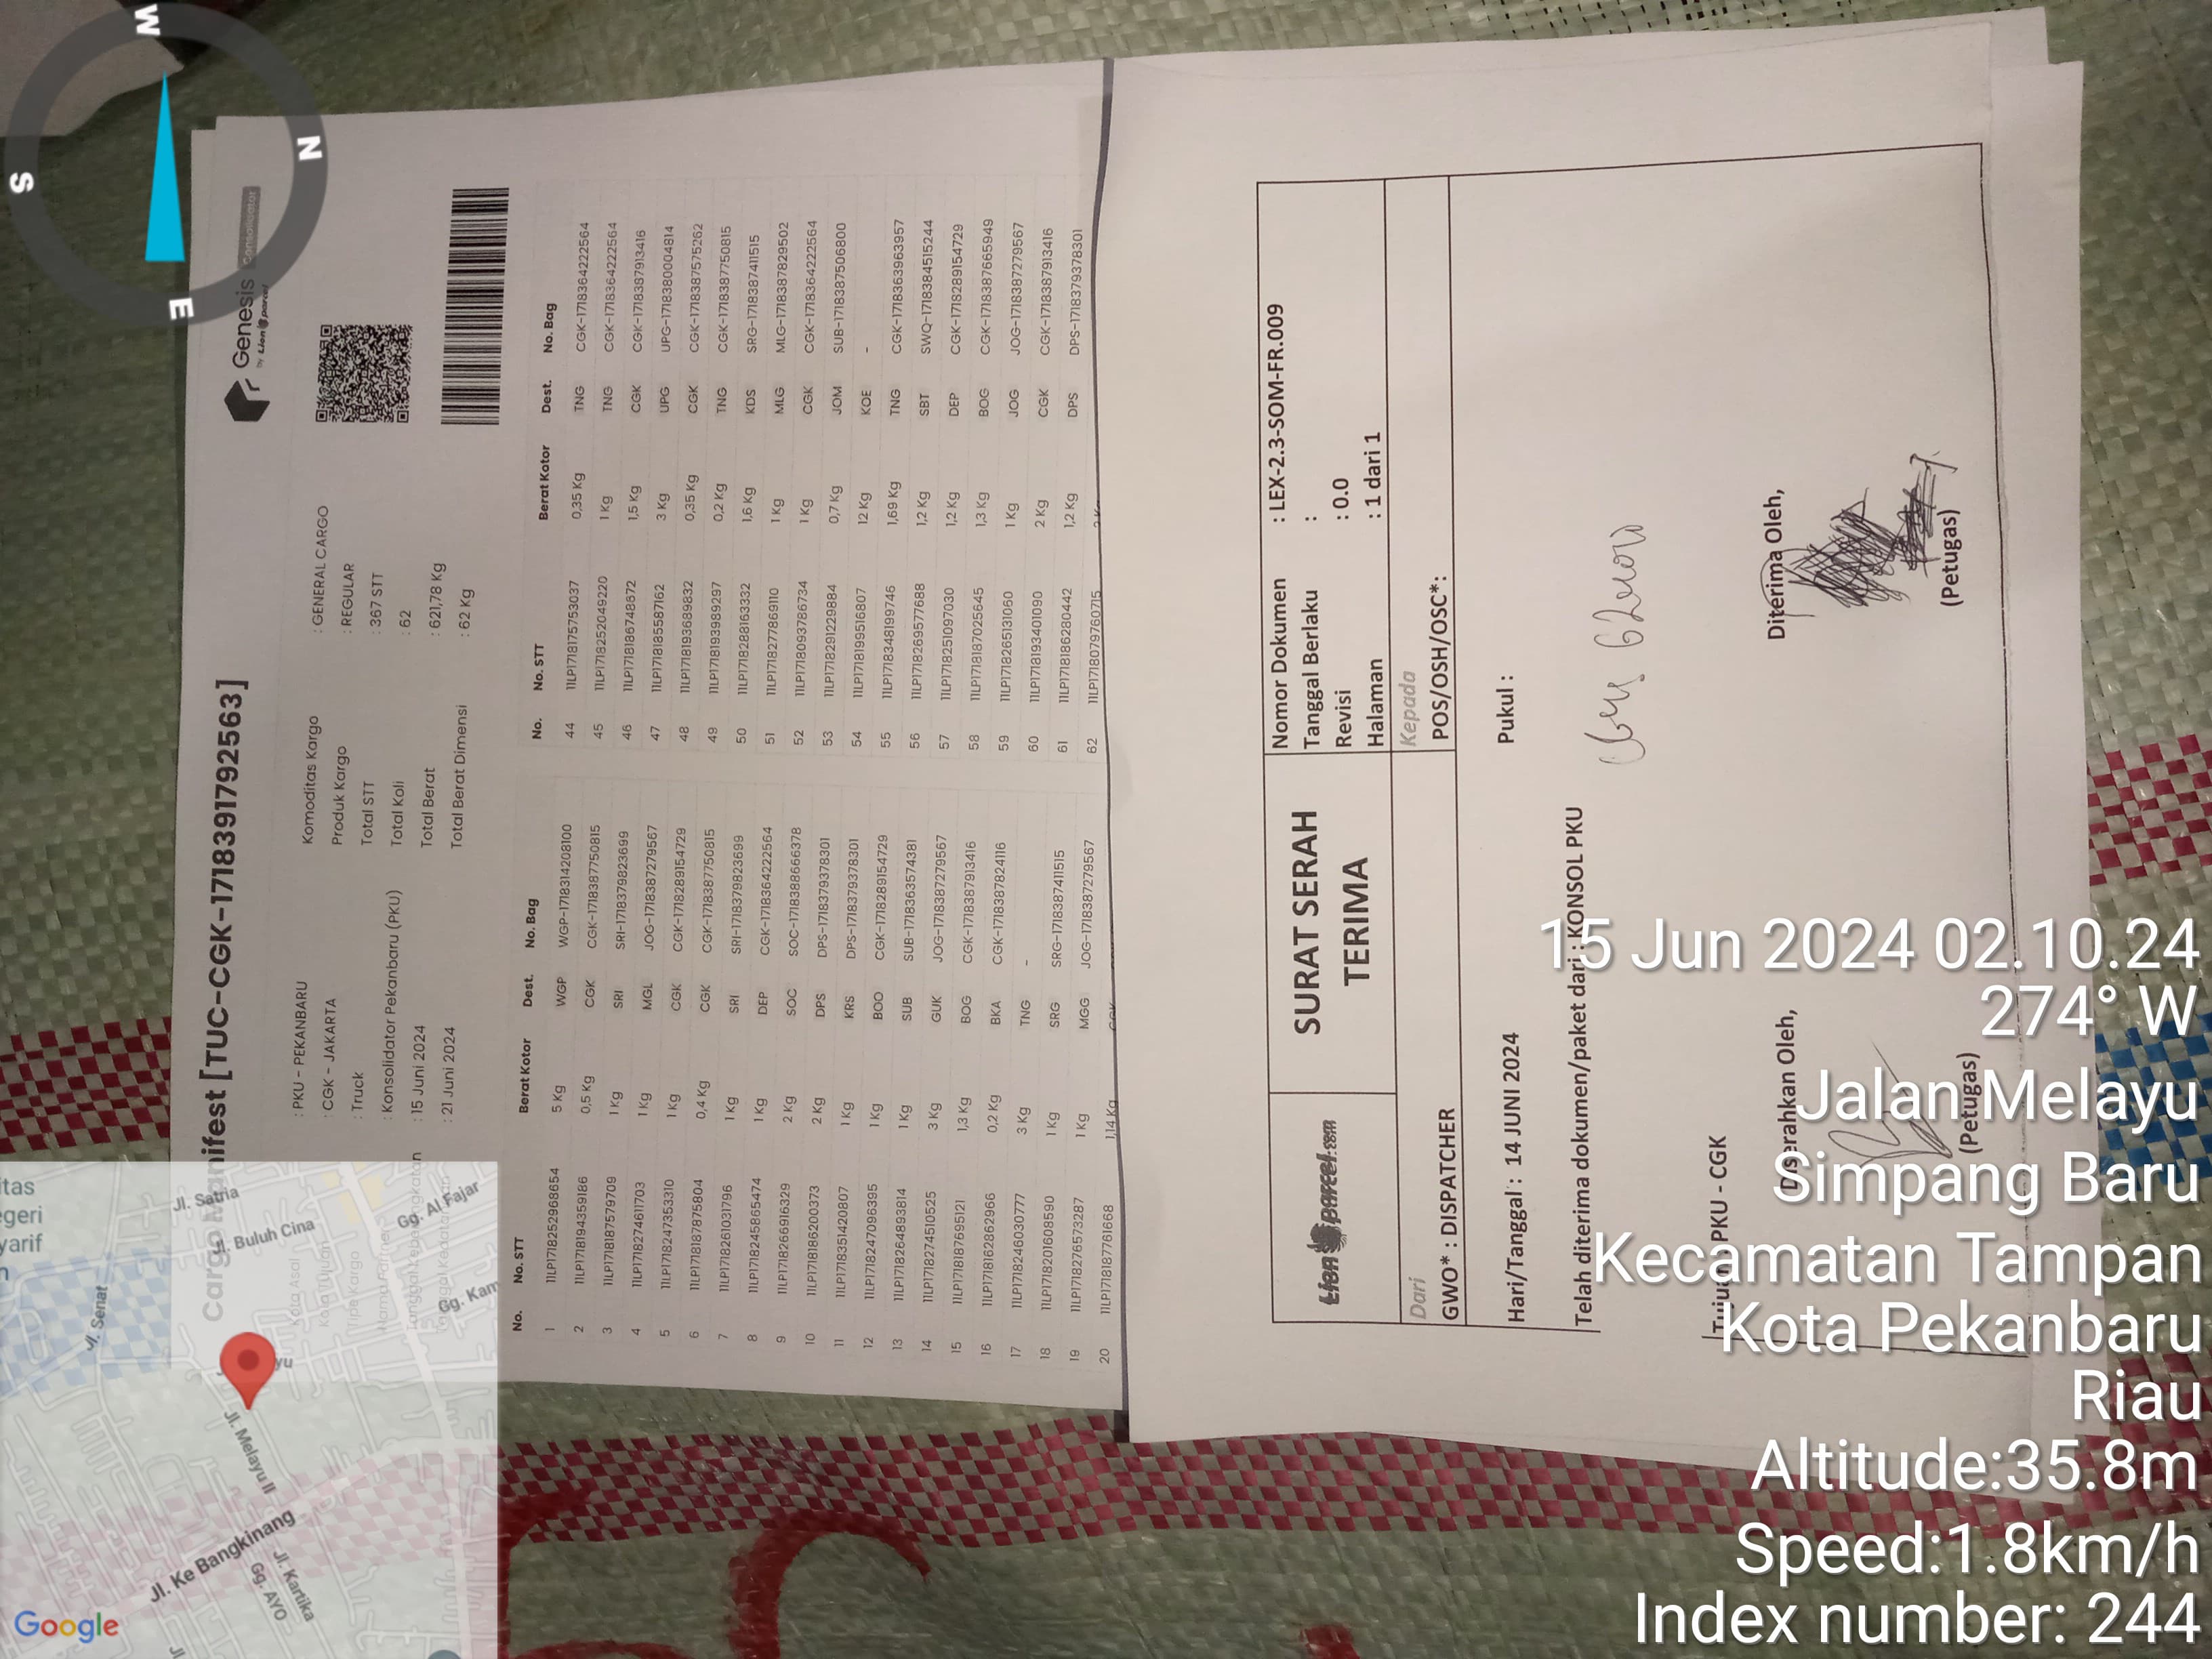 Cargo Manifest [TUC-CGK-1718391792563]
Genesis Consolidator
by Lion parcel
Kota Asal : PKU - PEKANBARU
Kota Tujuan : CGK - JAKARTA
Tipe Kargo : Truck
Nama Partner : Konsolidator Pekanbaru (PKU)
: 15 Juni 2024
: 21 Juni 2024
Komoditas Kargo : GENERAL CARGO
Produk Kargo : REGULAR
Total STT : 367 STT
Total Koli : 62
Total Berat : 621,78 Kg
Total Berat Dimensi : 62 Kg
No. No. STT Berat Kotor Dest. No. Bag
1 11LP1718252968654 5 Kg WGP WGP-1718314208100
2 11LP1718194359186 0,5 Kg CGK CGK-1718387750815
3 11LP1718187579709 1 Kg SRI SRI-1718379823699
4 11LP1718274611703 1 Kg MGL JOG-1718387279567
5 11LP1718247353310 1 Kg CGK CGK-1718289154729
6 11LP1718187875804 0,4 Kg CGK CGK-1718387750815
7 11LP1718261031796 1 Kg SRI SRI-1718379823699
8 11LP1718245865474 1 Kg DEP CGK-1718364222564
9 11LP1718266916329 2 Kg SOC SOC-1718388666378
10 11LP1718186200373 2 Kg DPS DPS-1718379378301
11 11LP1718351420807 1 Kg KRS DPS-1718379378301
12 11LP1718247096395 1 Kg BOO CGK-1718289154729
13 11LP1718264893814 1 Kg SUB SUB-1718363574381
14 11LP1718274510525 3 Kg GUK JOG-1718387279567
15 11LP1718187695121 1,3 Kg BOG CGK-1718387913416
16 11LP1718162862966 0,2 Kg BKA CGK-1718387824116
17 11LP1718246030777 3 Kg TNG -
18 11LP1718201608590 1 Kg SRG SRG-1718387411515
19 11LP1718276573287 1 Kg MGG JOG-1718387279567
20 11LP1718187761668 1,14 Kg CGK
No. No. STT Berat Kotor Dest. No. Bag
44 11LP1718175753037 0,35 Kg TNG CGK-1718364222564
45 11LP1718252049220 1 Kg TNG CGK-1718364222564
46 11LP1718186748672 1,5 Kg CGK CGK-1718387913416
47 11LP1718185587162 3 Kg UPG UPG-1718380004814
48 11LP1718193689632 0,35 Kg CGK CGK-1718387575262
49 11LP1718193989297 0,2 Kg TNG CGK-1718387750815
50 11LP1718288163332 1,6 Kg KDS SRG-1718387411515
51 11LP1718277869110 1 Kg MLG MLG-1718387829502
52 11LP1718093786734 1 Kg CGK CGK-1718364222564
53 11LP1718291229884 0,7 Kg JOM SUB-1718387506800
54 11LP1718199516807 12 Kg KOE -
55 11LP1718348199746 1,69 Kg TNG CGK-1718363963957
56 11LP1718269577688 1,2 Kg SBT SWQ-1718384515244
57 11LP1718251097030 1,2 Kg DEP CGK-1718289154729
58 11LP1718187025645 1,3 Kg BOG CGK-1718387665949
59 11LP1718265131060 1 Kg JOG JOG-1718387279567
60 11LP1718193401090 2 Kg CGK CGK-1718387913416
61 11LP1718186280442 1,2 Kg DPS DPS-1718379378301
62 11LP1718079760715
SURAT SERAH
TERIMA
Nomor Dokumen : LEX-2.3-SOM-FR.009
Tanggal Berlaku :
Revisi : 0.0
Halaman : 1 dari 1
Dari
GWO* : DISPATCHER
Kepada
POS/OSH/OSC*:
Hari/Tanggal : 14 JUNI 2024 Pukul :
Telah diterima dokumen/paket dari : KONSOL PKU
Tujuan : PKU - CGK
Diserahkan Oleh,
(Petugas)
Diterima Oleh,
(Petugas)
15 Jun 2024 02.10.24
274° W
Jalan Melayu
Simpang Baru
Kecamatan Tampan
Kota Pekanbaru
Riau
Altitude:35.8m
Speed:1.8km/h
Index number: 244
W
N
S
E
Jl. Satria
Buluh Cina
Gg. Al Fajar
Gg. Kam
Jl. Senat
Jl. Melayu II
Jl. Ke Bangkinang
Jl. Kartika
Gg. AYO
Google